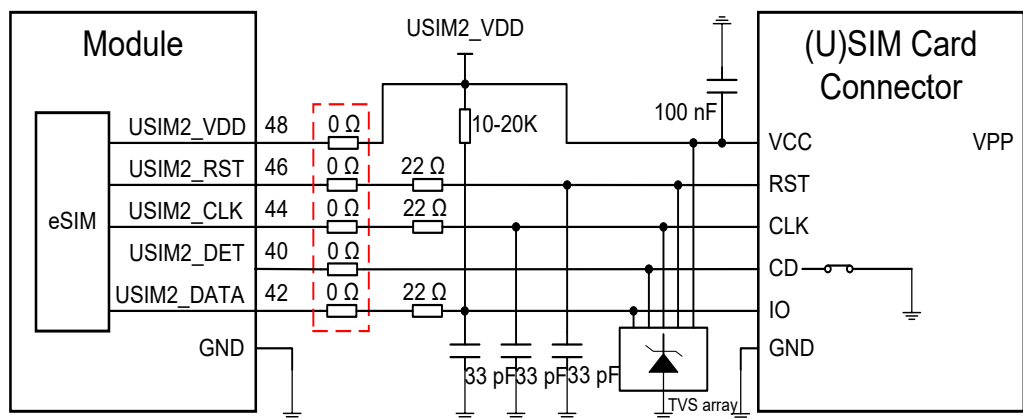 Module
USIM2_VDD
(U)SIM Card
Connector
100 nF
10-20K
eSIM
USIM2_VDD 48 0 Ω
VCC VPP
USIM2_RST 46 0 Ω 22 Ω
RST
USIM2_CLK 44 0 Ω 22 Ω
CLK
USIM2_DET 40 0 Ω
CD
USIM2_DATA 42 0 Ω 22 Ω
IO
GND
GND
33 pF 33 pF 33 pF
TVS array